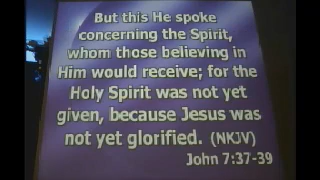 But this He spoke
concerning the Spirit,
whom those believing in
Him would receive; for the
Holy Spirit was not yet
given, because Jesus was
not yet glorified. (NKJV)
John 7:37-39